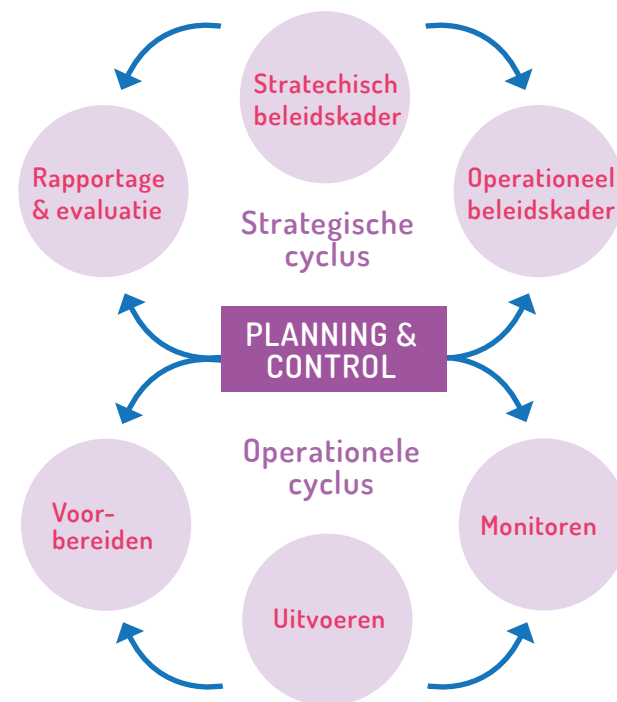 Stratechisch
beleidskader
Rapportage
& evaluatie
Operationeel
beleidskader
Strategische
cyclus
PLANNING &
CONTROL
Operationele
cyclus
Voor-
bereiden
Monitoren
Uitvoeren